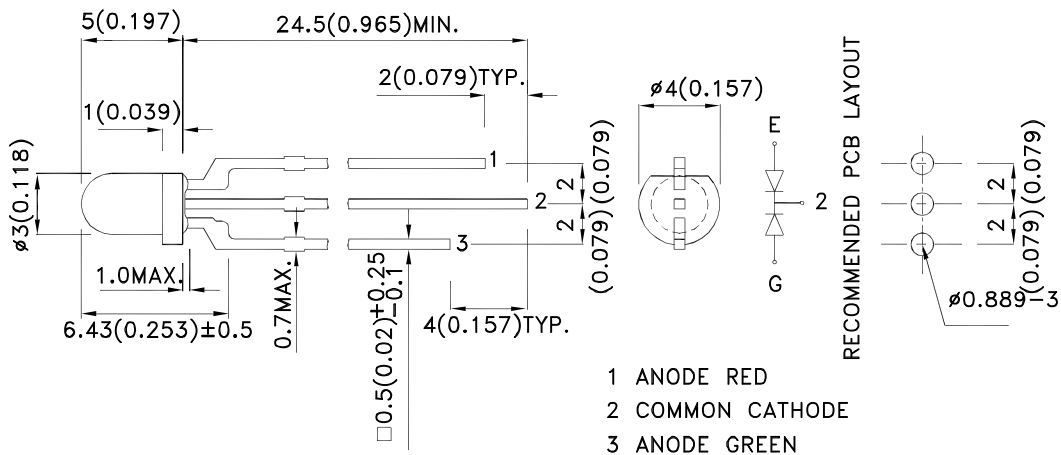 5(0.197)
24.5(0.965)MIN.
2(0.079)TYP.
1(0.039)
ø3(0.118)
1
2
3
1.0MAX.
6.43(0.253)±0.5
0.7MAX.
□0.5(0.02)+0.25
-0.1
4(0.157)TYP.
2
(0.079)
2
(0.079)
ø4(0.157)
E
2
G
RECOMMENDED PCB LAYOUT
2
(0.079)
2
(0.079)
ø0.889-3
1 ANODE RED
2 COMMON CATHODE
3 ANODE GREEN